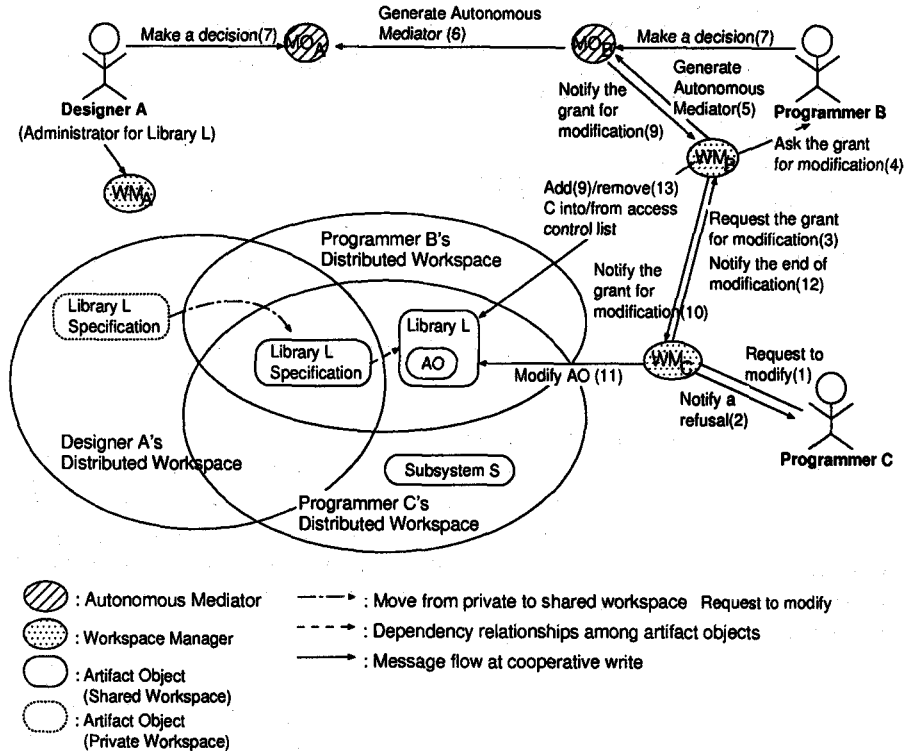 Generate Autonomous
Mediator (6)
Make a decision(7)
MO A
MO B
Make a decision(7)
Generate
Autonomous
Mediator(5)
Notify the
grant for
modification(9)
Designer A
(Administrator for Library L)
Programmer B
WM B
Ask the grant
for modification(4)
WM A
Add(9)/remove(13)
C into/from access
control list
Request the grant
for modification(3)
Notify the end of
modification(12)
Programmer B's
Distributed Workspace
Notify the
grant for
modification(10)
Library L
Specification
Library L
AO
Library L
Specification
WM C
Modify AO (11)
Request to
modify(1)
Notify a
refusal(2)
Programmer C
Designer A's
Distributed Workspace
Subsystem S
Programmer C's
Distributed Workspace
: Autonomous Mediator
: Move from private to shared workspace Request to modify
: Workspace Manager
: Dependency relationships among artifact objects
: Artifact Object
(Shared Workspace)
: Message flow at cooperative write
: Artifact Object
(Private Workspace)